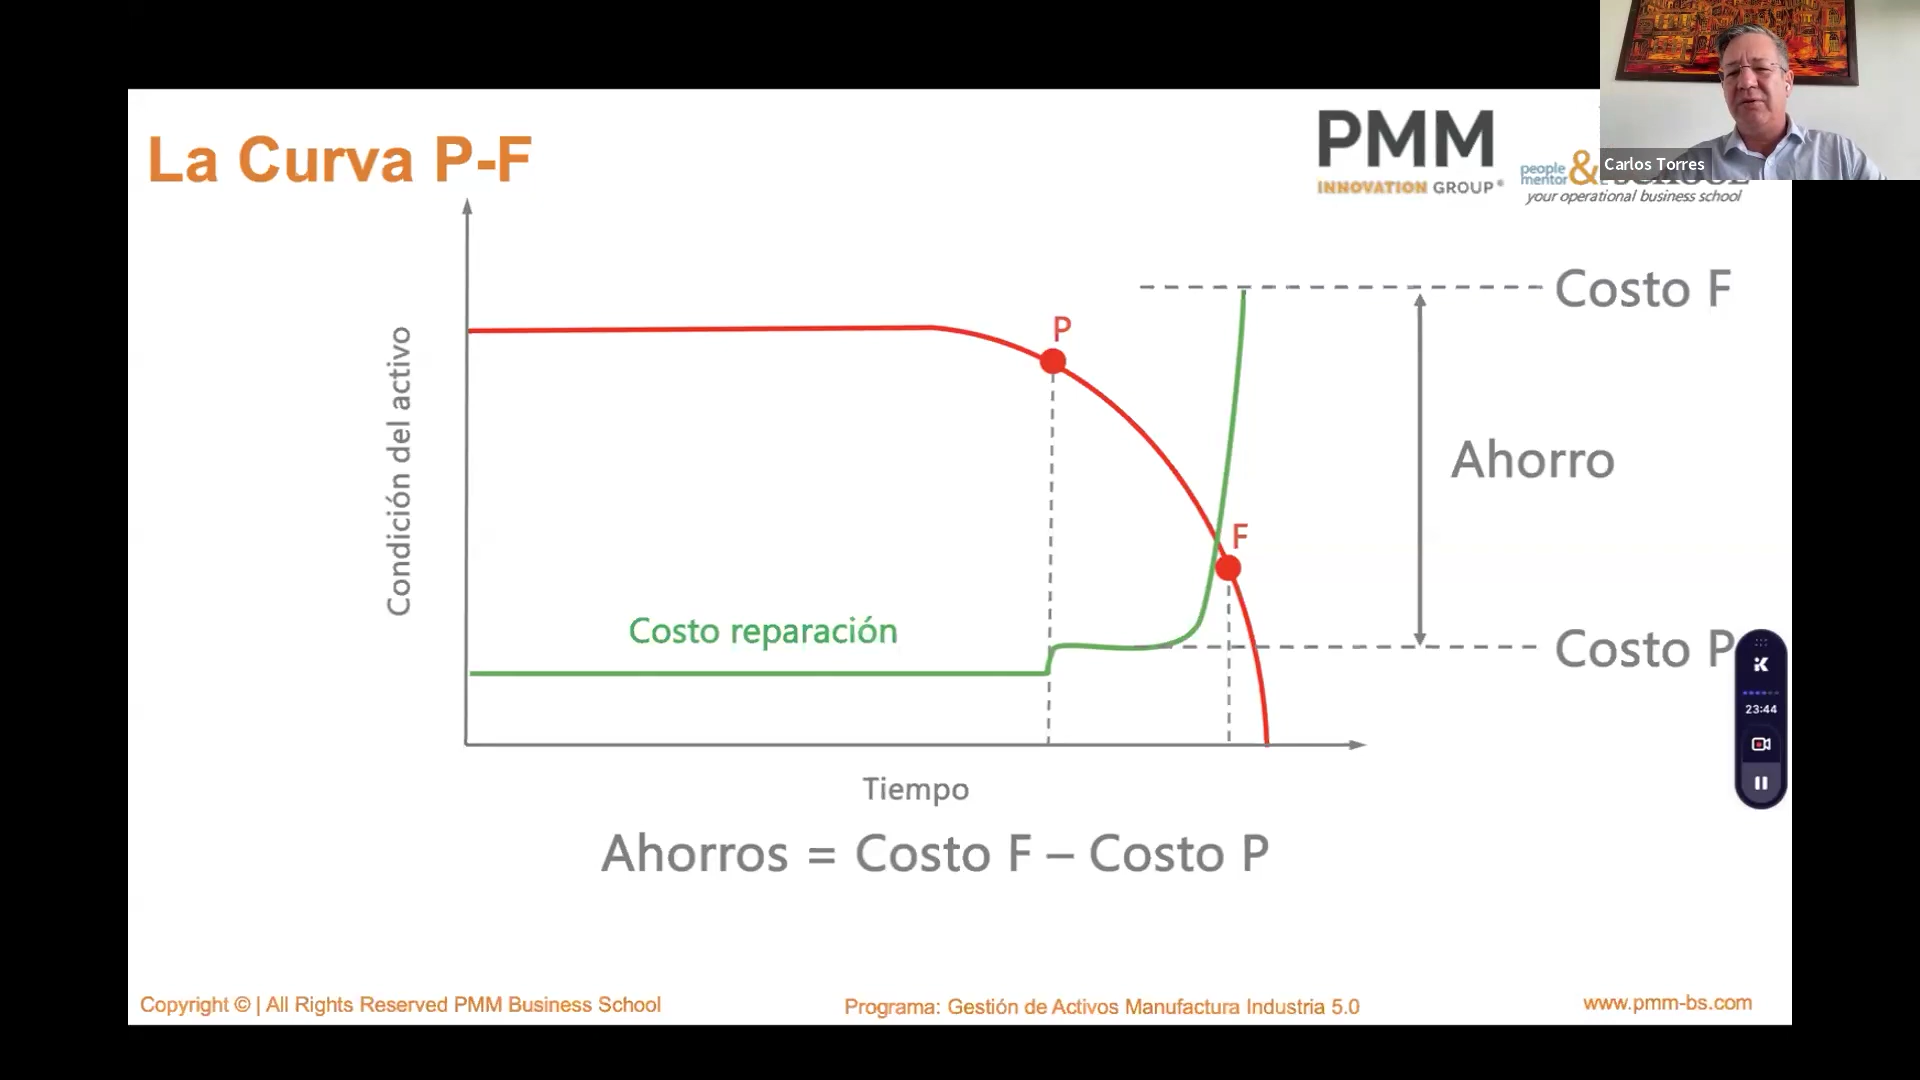 La Curva P-F
PMM
INNOVATION GROUP®
people
mentor &
SCHOOL
your operational business school
Carlos Torres
Costo F
P
Condición del activo
Ahorro
F
Costo reparación
Costo P
23:44
Tiempo
Ahorros = Costo F – Costo P
Copyright © | All Rights Reserved PMM Business School
Programa: Gestión de Activos Manufactura Industria 5.0
www.pmm-bs.com